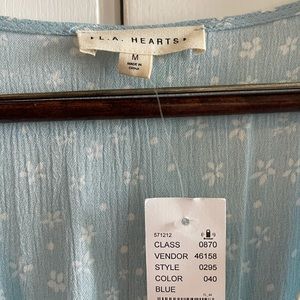 L.A. HEARTS
M
MADE IN
CHINA
571212
CLASS 0870
VENDOR 46158
STYLE 0295
COLOR 040
BLUE